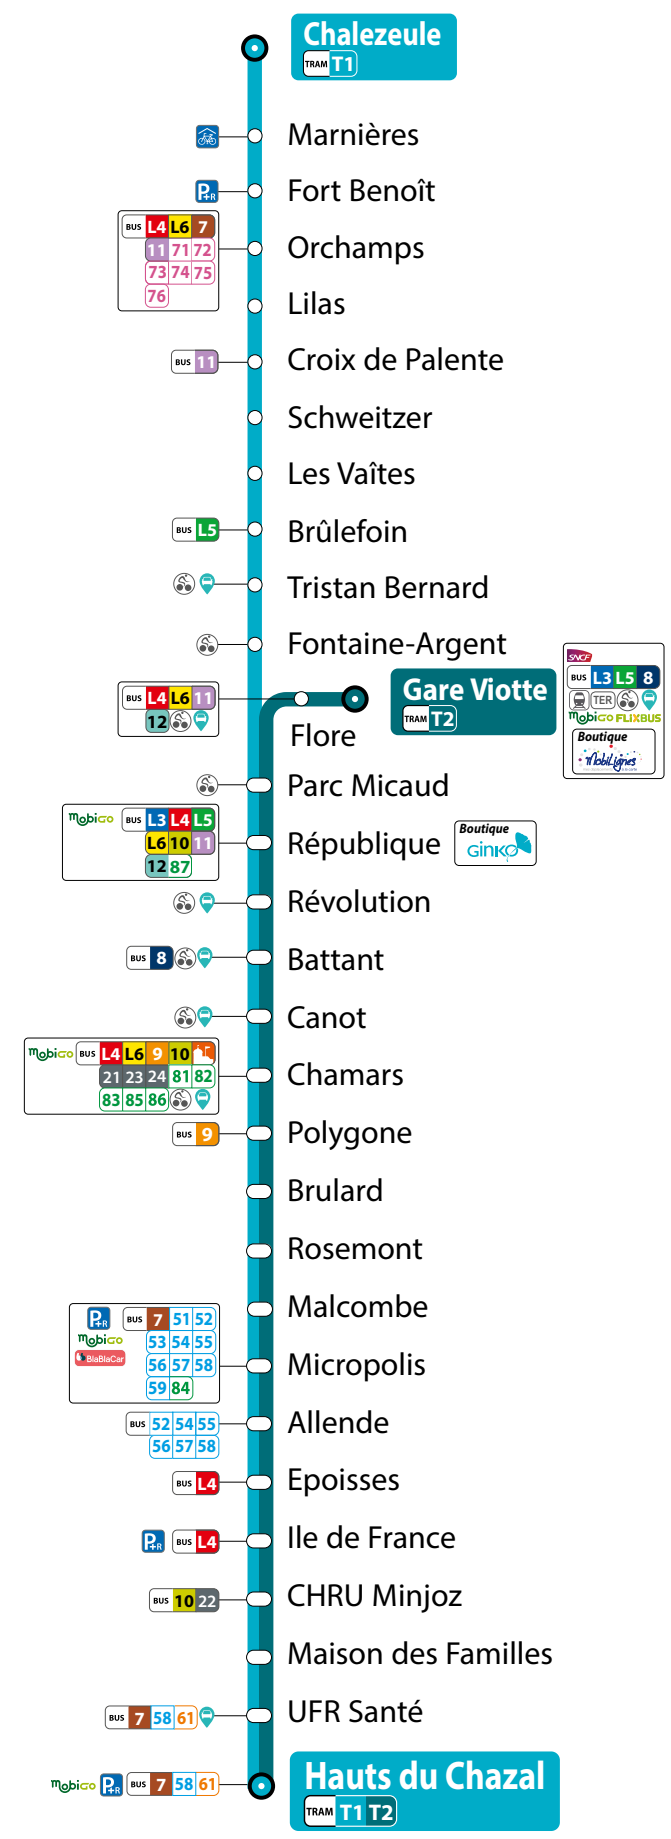 Chalezeule
TRAM T1
Marnières
P+R
Fort Benoît
BUS L4 L6 7
11 71 72
73 74 75
76
Orchamps
Lilas
BUS 11
Croix de Palente
Schweitzer
Les Vaîtes
BUS L5
Brûlefoin
Tristan Bernard
Fontaine-Argent
SNCF
BUS L3 L5 8
TER
Mobigo FLIXBUS
Boutique
MobiLignes
Gare Viotte
TRAM T2
BUS L4 L6 11
12
Flore
Parc Micaud
Mobigo BUS L3 L4 L5
L6 10 11
12 87
République
Boutique
GINKO
Révolution
BUS 8
Battant
Canot
Mobigo BUS L4 L6 9 10
21 23 24 81 82
83 85 86
Chamars
BUS 9
Polygone
Brulard
Rosemont
Malcombe
P+R BUS 7 51 52
Mobigo 53 54 55
BlaBlaCar 56 57 58
59 84
Micropolis
BUS 52 54 55
56 57 58
Allende
BUS L4
Epoisses
P+R BUS L4
Ile de France
BUS 10 22
CHRU Minjoz
Maison des Familles
BUS 7 58 61
UFR Santé
Mobigo P+R BUS 7 58 61
Hauts du Chazal
TRAM T1 T2